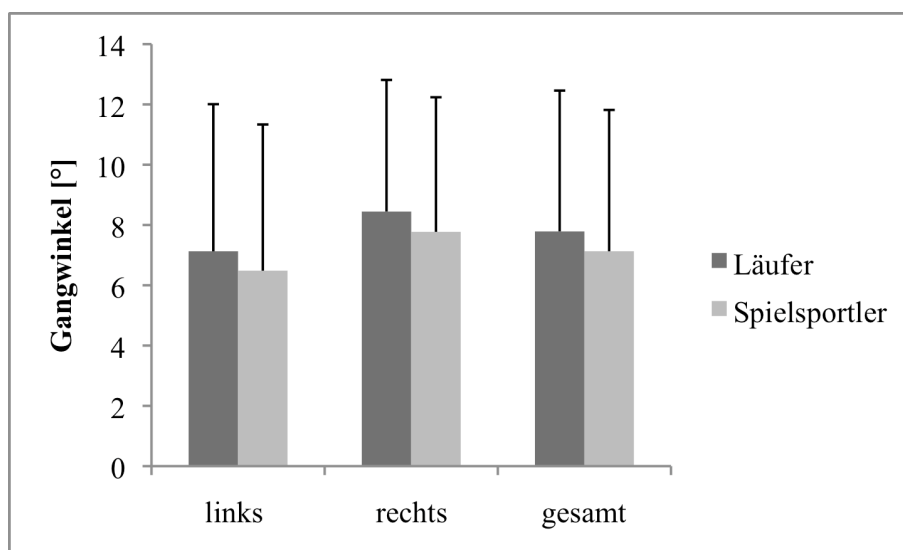 14
12
10
8
6
4
2
0
Gangwinkel [°]
links
rechts
gesamt
Läufer
Spielsportler